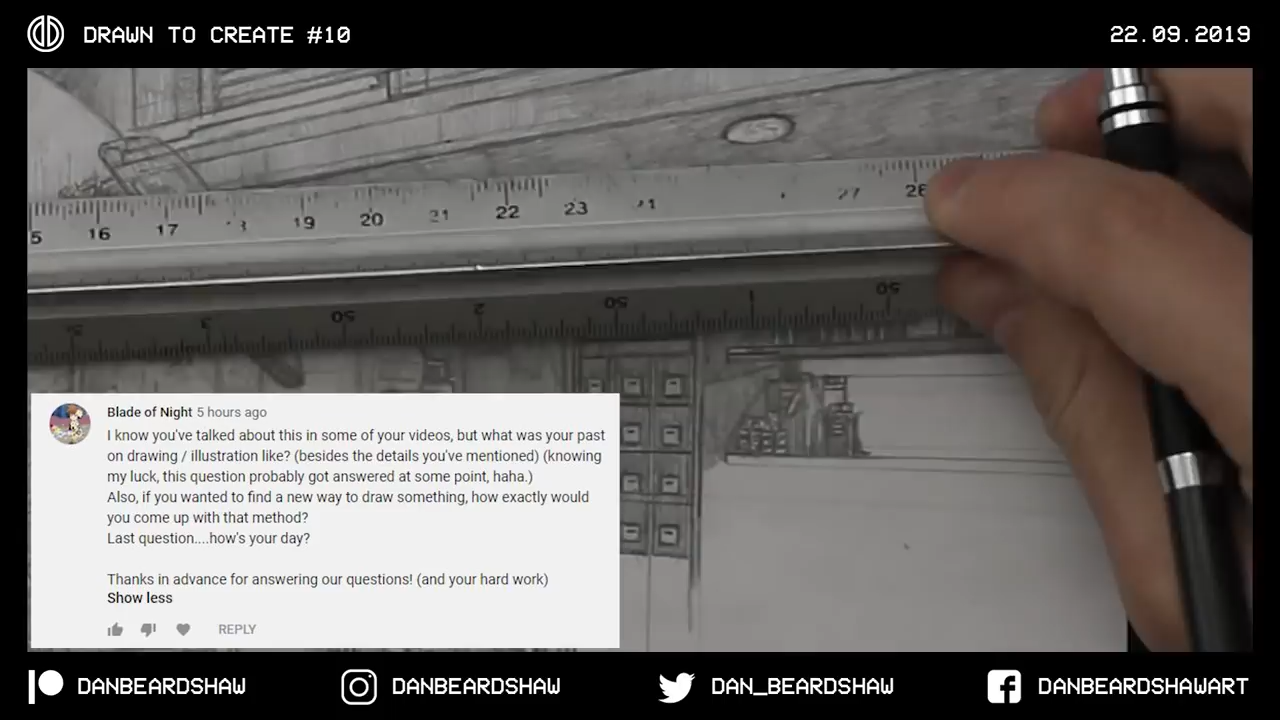 DRAWN TO CREATE #10
22.09.2019
16 17 19 20 21 22 23 27
50 2 50 1 50
Blade of Night 5 hours ago
I know you've talked about this in some of your videos, but what was your past
on drawing / illustration like? (besides the details you've mentioned) (knowing
my luck, this question probably got answered at some point, haha.)
Also, if you wanted to find a new way to draw something, how exactly would
you come up with that method?
Last question....how's your day?
Thanks in advance for answering our questions! (and your hard work)
Show less
REPLY
DANBEARDSHAW
DANBEARDSHAW
DAN_BEARDSHAW
DANBEARDSHAWART